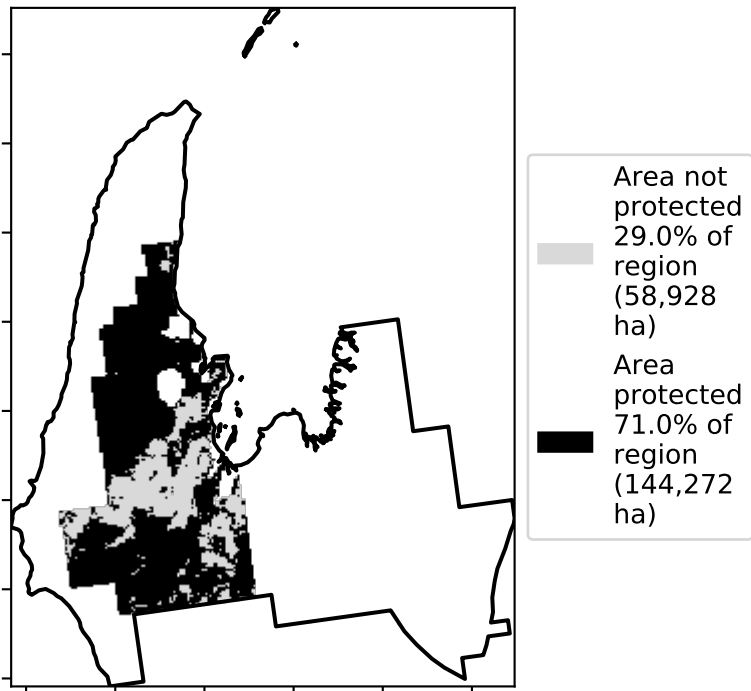 Area not
protected
29.0% of
region
(58,928
ha)
Area
protected
71.0% of
region
(144,272
ha)